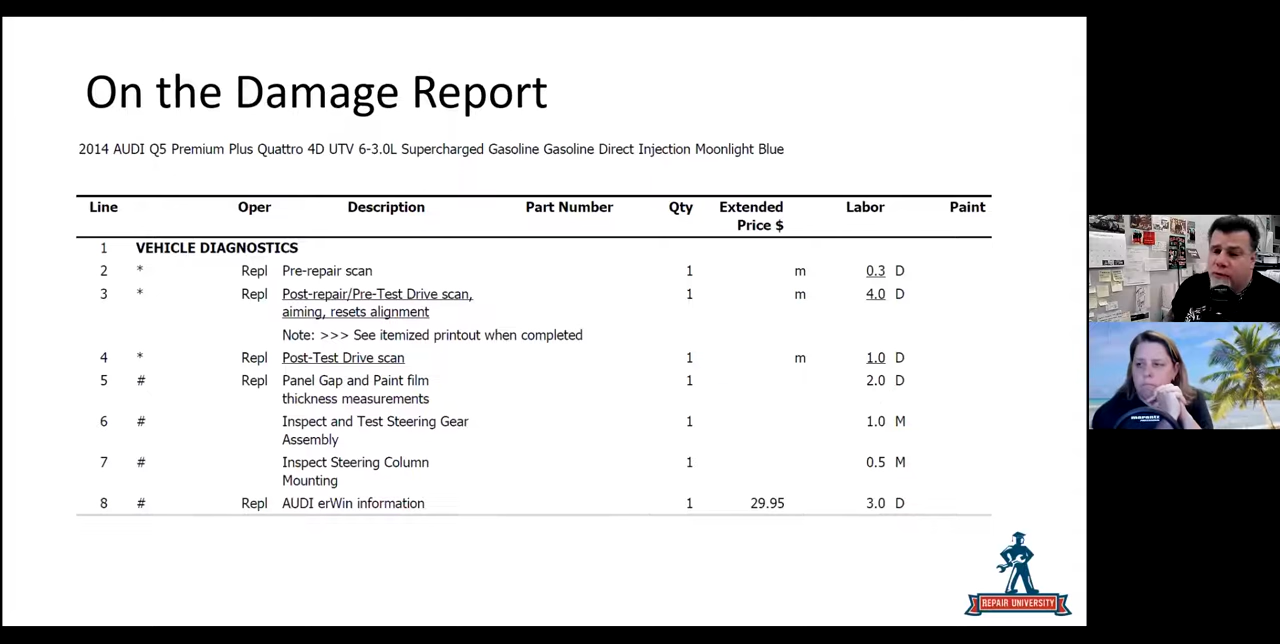 On the Damage Report
2014 AUDI Q5 Premium Plus Quattro 4D UTV 6-3.0L Supercharged Gasoline Gasoline Direct Injection Moonlight Blue
Line Oper Description Part Number Qty Extended Price $ Labor Paint
1 VEHICLE DIAGNOSTICS
2 * Repl Pre-repair scan 1 m 0.3 D
3 * Repl Post-repair/Pre-Test Drive scan, 1 m 4.0 D
aiming, resets alignment
Note: >>> See itemized printout when completed
4 * Repl Post-Test Drive scan 1 m 1.0 D
5 # Repl Panel Gap and Paint film 1 2.0 D
thickness measurements
6 # Inspect and Test Steering Gear 1 1.0 M
Assembly
7 # Inspect Steering Column 1 0.5 M
Mounting
8 # Repl AUDI erWin information 1 29.95 3.0 D
REPAIR UNIVERSITY
marantz